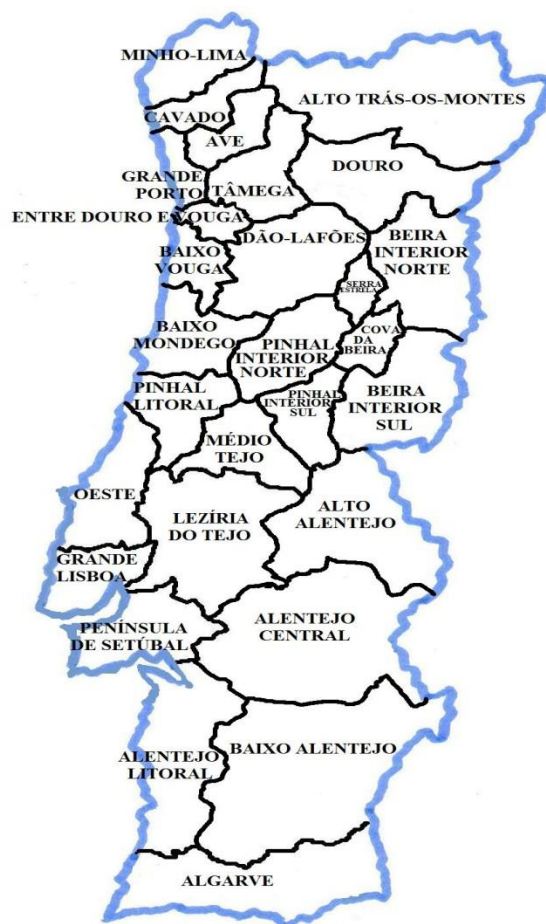 MINHO-LIMA
ALTO TRÁS-OS-MONTES
CAVADO
AVE
DOURO
GRANDE
PORTO
TÂMEGA
ENTRE DOURO E VOUGA
DÃO-LAFÕES
BEIRA
INTERIOR
NORTE
BAIXO
VOUGA
SERRA
ESTRELA
BAIXO
MONDEGO
COVA
DA
BEIRA
PINHAL
INTERIOR
NORTE
PINHAL
LITORAL
PINHAL
INTERIOR
SUL
BEIRA
INTERIOR
SUL
MÉDIO
TEJO
OESTE
LEZÍRIA
DO TEJO
ALTO
ALENTEJO
GRANDE
LISBOA
PENÍNSULA
DE SETÚBAL
ALENTEJO
CENTRAL
ALENTEJO
LITORAL
BAIXO ALENTEJO
ALGARVE